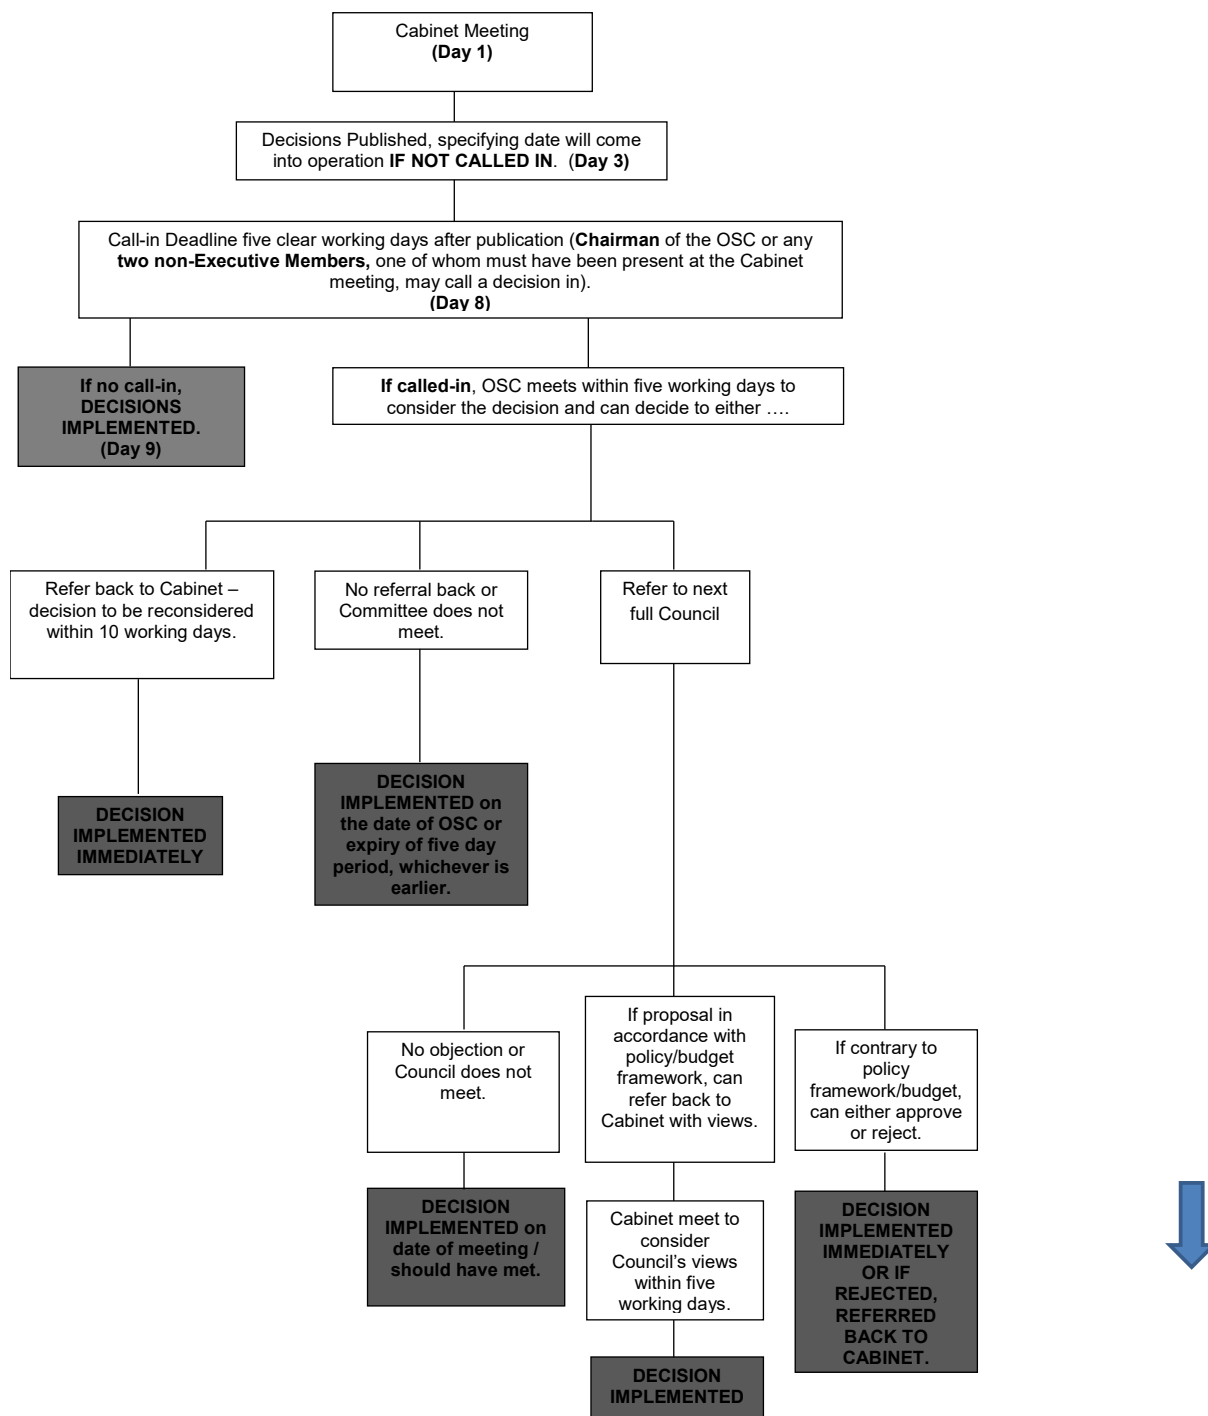 Cabinet Meeting
(Day 1)
Decisions Published, specifying date will come
into operation IF NOT CALLED IN.  (Day 3)
Call-in Deadline five clear working days after publication (Chairman of the OSC or any
two non-Executive Members, one of whom must have been present at the Cabinet
meeting, may call a decision in).
(Day 8)
If no call-in,
DECISIONS
IMPLEMENTED.
(Day 9)
If called-in, OSC meets within five working days to
consider the decision and can decide to either ….
Refer back to Cabinet –
decision to be reconsidered
within 10 working days.
No referral back or
Committee does not
meet.
Refer to next
full Council
DECISION
IMPLEMENTED
IMMEDIATELY
DECISION
IMPLEMENTED on
the date of OSC or
expiry of five day
period, whichever is
earlier.
No objection or
Council does not
meet.
If proposal in
accordance with
policy/budget
framework, can
refer back to
Cabinet with views.
If contrary to
policy
framework/budget,
can either approve
or reject.
DECISION
IMPLEMENTED on
date of meeting /
should have met.
Cabinet meet to
consider
Council’s views
within five
working days.
DECISION
IMPLEMENTED
IMMEDIATELY
OR IF
REJECTED,
REFERRED
BACK TO
CABINET.
DECISION
IMPLEMENTED